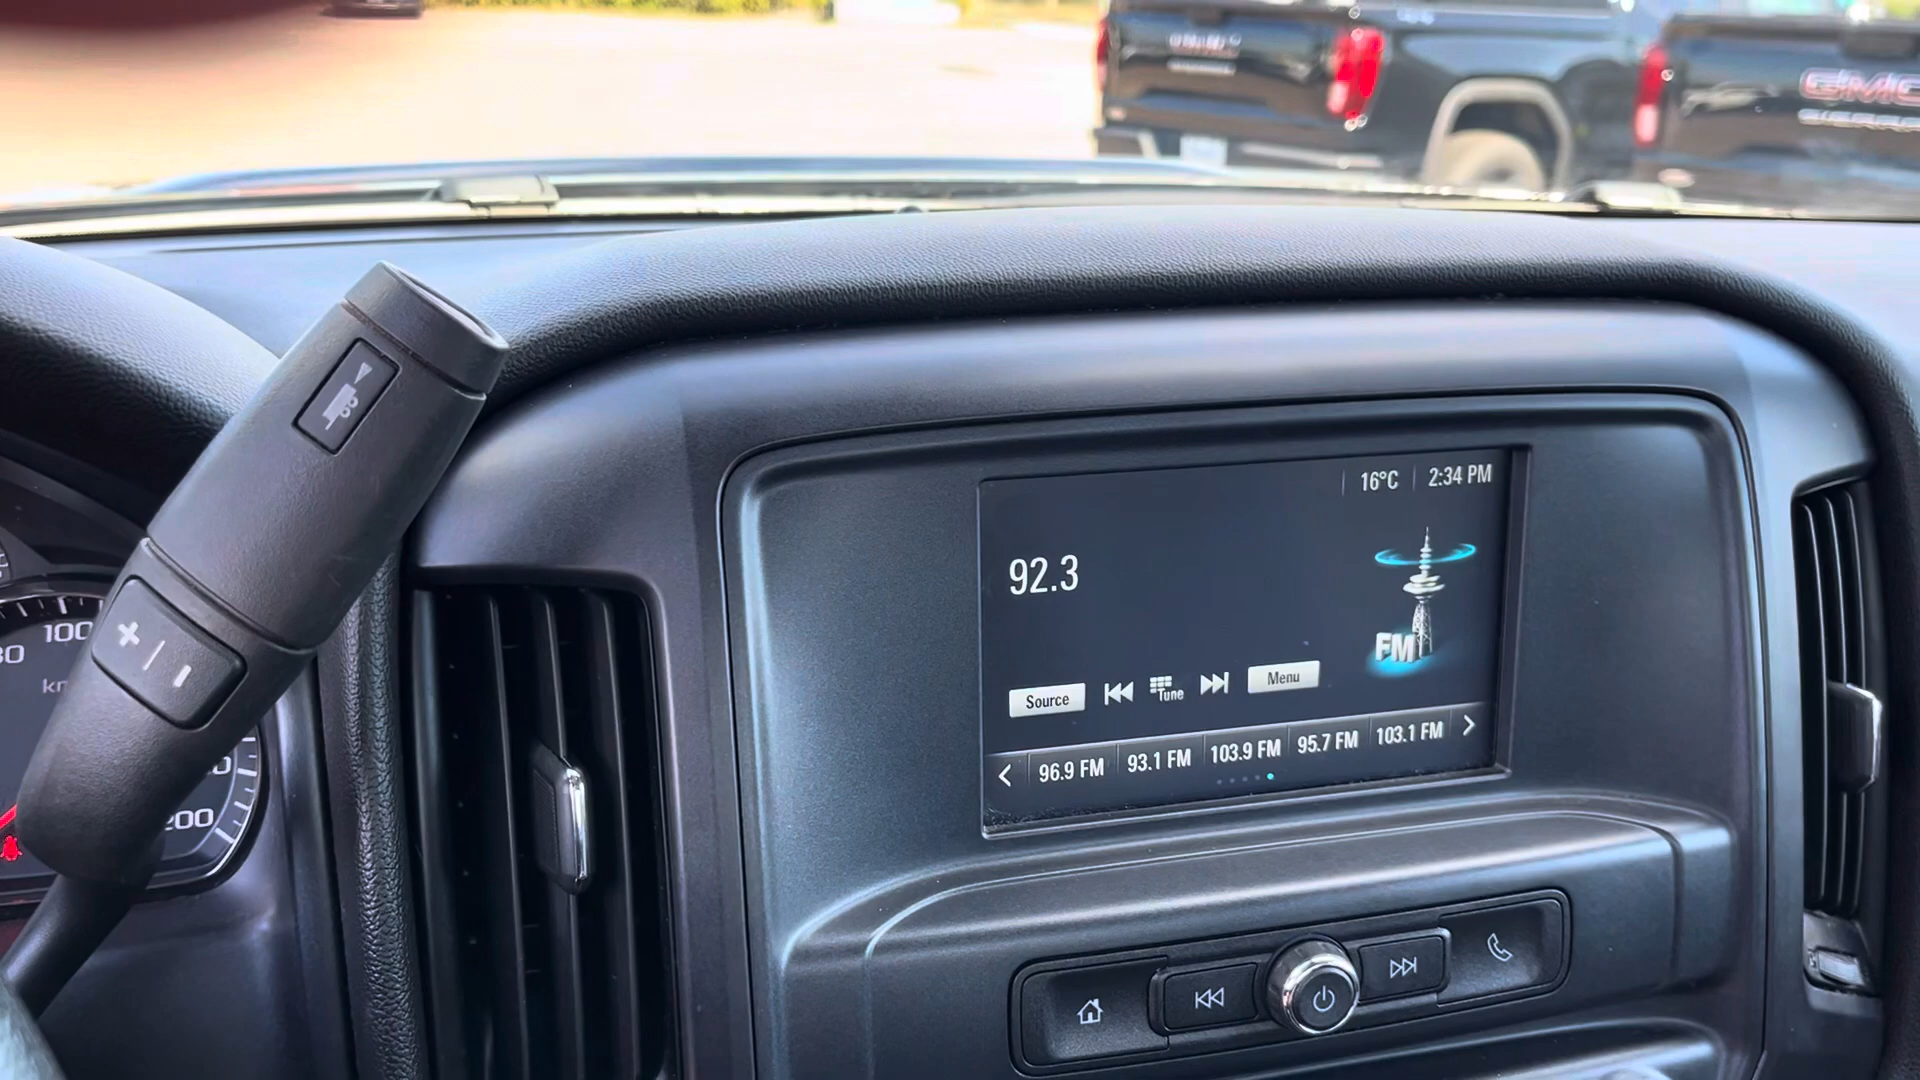 GMC
16°C 2:34 PM
92.3
FM
Source Tune Menu
96.9 FM 93.1 FM 103.9 FM 95.7 FM 103.1 FM
+ / -
100
200